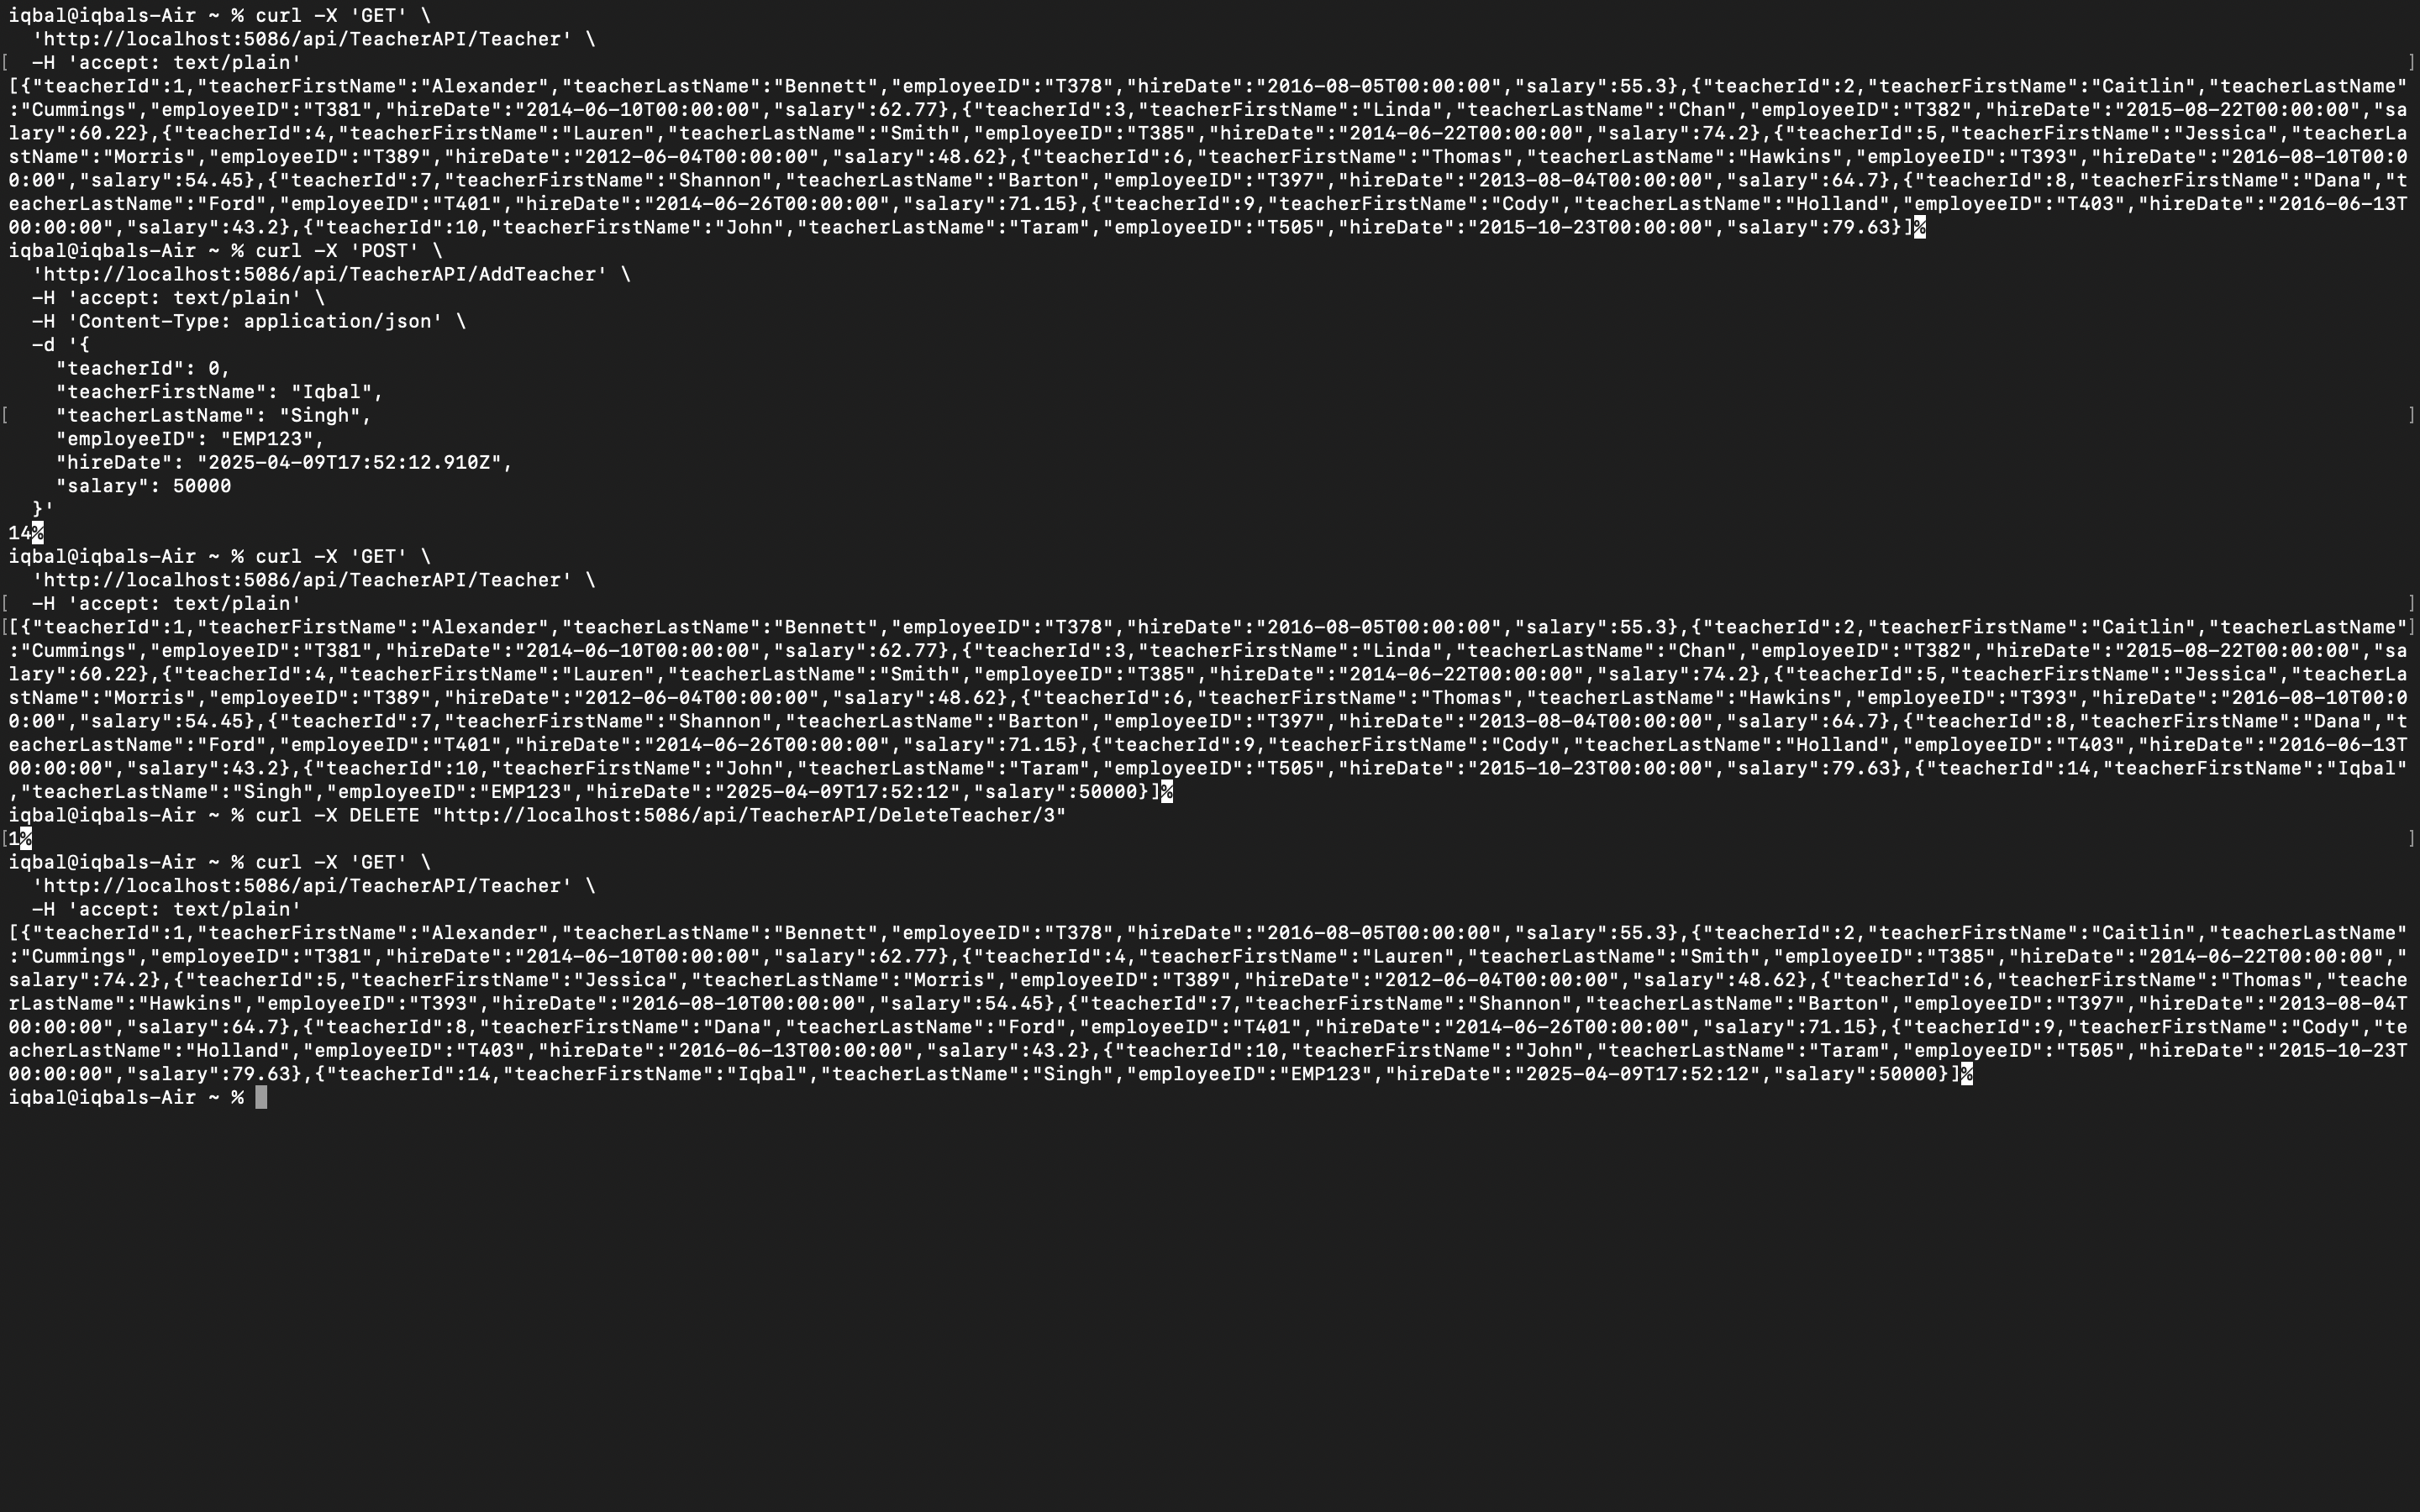 iqbal@iqbals-Air ~ % curl -X 'GET' \
  'http://localhost:5086/api/TeacherAPI/Teacher' \
[  -H 'accept: text/plain' ]
[{"teacherId":1,"teacherFirstName":"Alexander","teacherLastName":"Bennett","employeeID":"T378","hireDate":"2016-08-05T00:00:00","salary":55.3},{"teacherId":2,"teacherFirstName":"Caitlin","teacherLastName"
:"Cummings","employeeID":"T381","hireDate":"2014-06-10T00:00:00","salary":62.77},{"teacherId":3,"teacherFirstName":"Linda","teacherLastName":"Chan","employeeID":"T382","hireDate":"2015-08-22T00:00:00","sa
lary":60.22},{"teacherId":4,"teacherFirstName":"Lauren","teacherLastName":"Smith","employeeID":"T385","hireDate":"2014-06-22T00:00:00","salary":74.2},{"teacherId":5,"teacherFirstName":"Jessica","teacherLa
stName":"Morris","employeeID":"T389","hireDate":"2012-06-04T00:00:00","salary":48.62},{"teacherId":6,"teacherFirstName":"Thomas","teacherLastName":"Hawkins","employeeID":"T393","hireDate":"2016-08-10T00:0
0:00","salary":54.45},{"teacherId":7,"teacherFirstName":"Shannon","teacherLastName":"Barton","employeeID":"T397","hireDate":"2013-08-04T00:00:00","salary":64.7},{"teacherId":8,"teacherFirstName":"Dana","t
eacherLastName":"Ford","employeeID":"T401","hireDate":"2014-06-26T00:00:00","salary":71.15},{"teacherId":9,"teacherFirstName":"Cody","teacherLastName":"Holland","employeeID":"T403","hireDate":"2016-06-13T
00:00:00","salary":43.2},{"teacherId":10,"teacherFirstName":"John","teacherLastName":"Taram","employeeID":"T505","hireDate":"2015-10-23T00:00:00","salary":79.63}]%
iqbal@iqbals-Air ~ % curl -X 'POST' \
  'http://localhost:5086/api/TeacherAPI/AddTeacher' \
  -H 'accept: text/plain' \
  -H 'Content-Type: application/json' \
  -d '{
    "teacherId": 0,
    "teacherFirstName": "Iqbal",
[    "teacherLastName": "Singh", ]
    "employeeID": "EMP123",
    "hireDate": "2025-04-09T17:52:12.910Z",
    "salary": 50000
  }'
14%
iqbal@iqbals-Air ~ % curl -X 'GET' \
  'http://localhost:5086/api/TeacherAPI/Teacher' \
[  -H 'accept: text/plain' ]
[[{"teacherId":1,"teacherFirstName":"Alexander","teacherLastName":"Bennett","employeeID":"T378","hireDate":"2016-08-05T00:00:00","salary":55.3},{"teacherId":2,"teacherFirstName":"Caitlin","teacherLastName"]
:"Cummings","employeeID":"T381","hireDate":"2014-06-10T00:00:00","salary":62.77},{"teacherId":3,"teacherFirstName":"Linda","teacherLastName":"Chan","employeeID":"T382","hireDate":"2015-08-22T00:00:00","sa
lary":60.22},{"teacherId":4,"teacherFirstName":"Lauren","teacherLastName":"Smith","employeeID":"T385","hireDate":"2014-06-22T00:00:00","salary":74.2},{"teacherId":5,"teacherFirstName":"Jessica","teacherLa
stName":"Morris","employeeID":"T389","hireDate":"2012-06-04T00:00:00","salary":48.62},{"teacherId":6,"teacherFirstName":"Thomas","teacherLastName":"Hawkins","employeeID":"T393","hireDate":"2016-08-10T00:0
0:00","salary":54.45},{"teacherId":7,"teacherFirstName":"Shannon","teacherLastName":"Barton","employeeID":"T397","hireDate":"2013-08-04T00:00:00","salary":64.7},{"teacherId":8,"teacherFirstName":"Dana","t
eacherLastName":"Ford","employeeID":"T401","hireDate":"2014-06-26T00:00:00","salary":71.15},{"teacherId":9,"teacherFirstName":"Cody","teacherLastName":"Holland","employeeID":"T403","hireDate":"2016-06-13T
00:00:00","salary":43.2},{"teacherId":10,"teacherFirstName":"John","teacherLastName":"Taram","employeeID":"T505","hireDate":"2015-10-23T00:00:00","salary":79.63},{"teacherId":14,"teacherFirstName":"Iqbal"
,"teacherLastName":"Singh","employeeID":"EMP123","hireDate":"2025-04-09T17:52:12","salary":50000}]%
iqbal@iqbals-Air ~ % curl -X DELETE "http://localhost:5086/api/TeacherAPI/DeleteTeacher/3"
[1% ]
iqbal@iqbals-Air ~ % curl -X 'GET' \
  'http://localhost:5086/api/TeacherAPI/Teacher' \
  -H 'accept: text/plain'
[{"teacherId":1,"teacherFirstName":"Alexander","teacherLastName":"Bennett","employeeID":"T378","hireDate":"2016-08-05T00:00:00","salary":55.3},{"teacherId":2,"teacherFirstName":"Caitlin","teacherLastName"
:"Cummings","employeeID":"T381","hireDate":"2014-06-10T00:00:00","salary":62.77},{"teacherId":4,"teacherFirstName":"Lauren","teacherLastName":"Smith","employeeID":"T385","hireDate":"2014-06-22T00:00:00","
salary":74.2},{"teacherId":5,"teacherFirstName":"Jessica","teacherLastName":"Morris","employeeID":"T389","hireDate":"2012-06-04T00:00:00","salary":48.62},{"teacherId":6,"teacherFirstName":"Thomas","teache
rLastName":"Hawkins","employeeID":"T393","hireDate":"2016-08-10T00:00:00","salary":54.45},{"teacherId":7,"teacherFirstName":"Shannon","teacherLastName":"Barton","employeeID":"T397","hireDate":"2013-08-04T
00:00:00","salary":64.7},{"teacherId":8,"teacherFirstName":"Dana","teacherLastName":"Ford","employeeID":"T401","hireDate":"2014-06-26T00:00:00","salary":71.15},{"teacherId":9,"teacherFirstName":"Cody","te
acherLastName":"Holland","employeeID":"T403","hireDate":"2016-06-13T00:00:00","salary":43.2},{"teacherId":10,"teacherFirstName":"John","teacherLastName":"Taram","employeeID":"T505","hireDate":"2015-10-23T
00:00:00","salary":79.63},{"teacherId":14,"teacherFirstName":"Iqbal","teacherLastName":"Singh","employeeID":"EMP123","hireDate":"2025-04-09T17:52:12","salary":50000}]%
iqbal@iqbals-Air ~ %